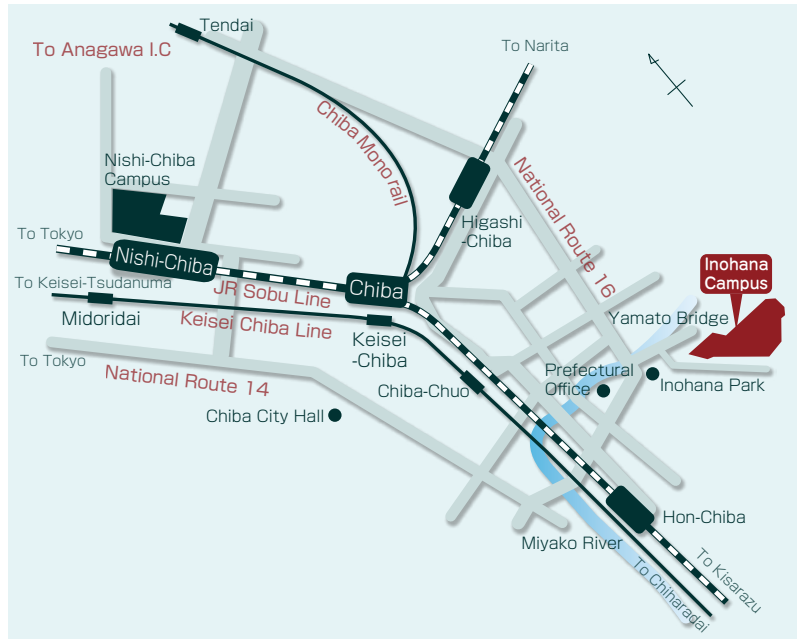 Tendai
To Anagawa I.C
To Narita
Chiba Monorail
Nishi-Chiba
Campus
National Route 16
Higashi
-Chiba
To Tokyo
Nishi-Chiba
Inohana
Campus
To Keisei-Tsudanuma
JR Sobu Line
Chiba
Midoridai
Keisei Chiba Line
Yamato Bridge
Keisei
-Chiba
To Tokyo
National Route 14
Prefectural
Office
Inohana Park
Chiba-Chuo
Chiba City Hall
Hon-Chiba
Miyako River
To Chiharadai
To Kisarazu